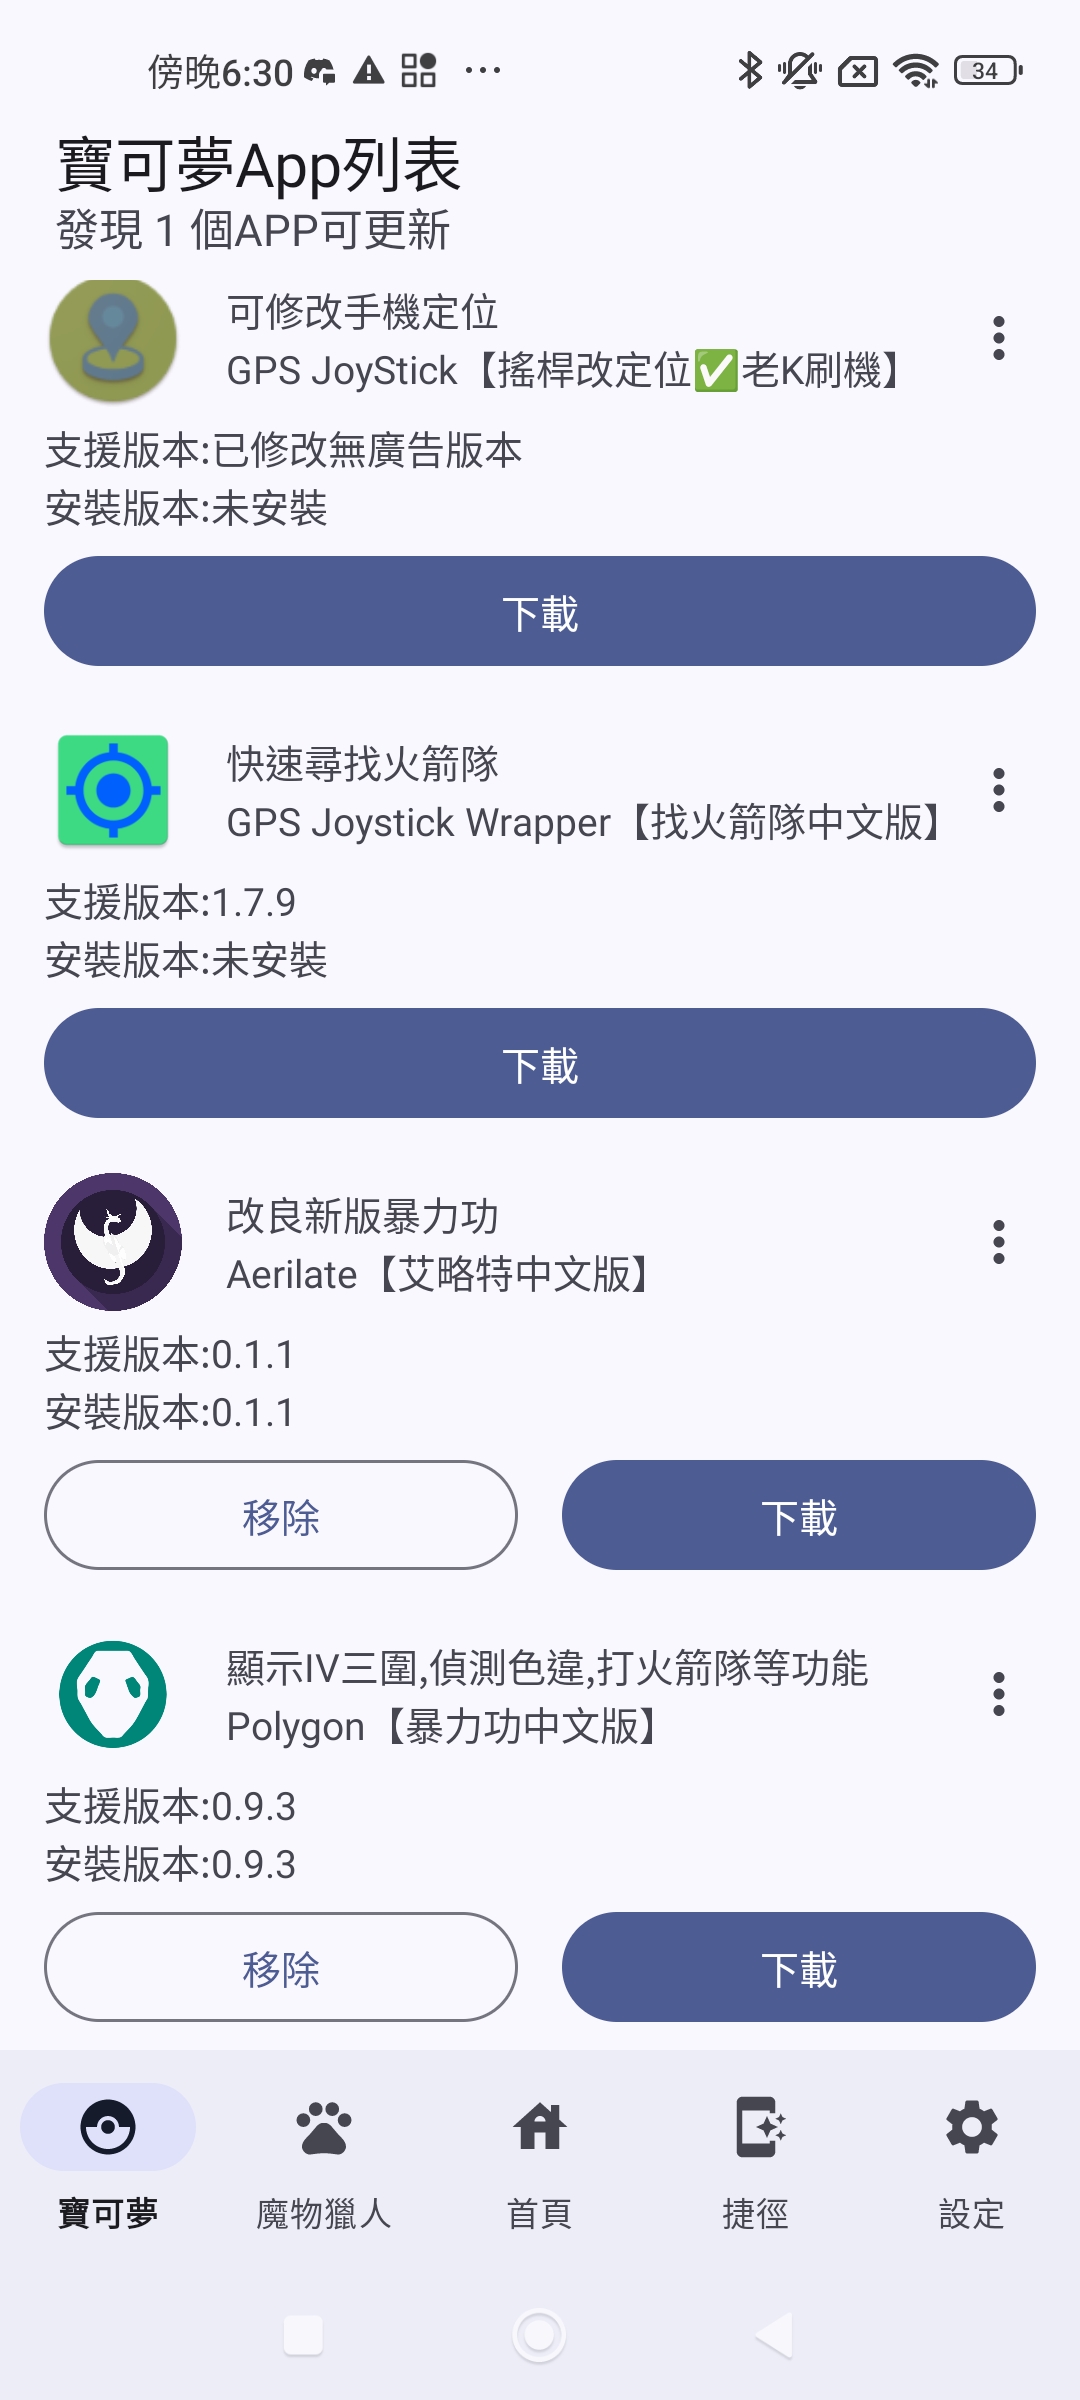 傍晚6:30
34
寶可夢App列表
發現 1 個APP可更新
可修改手機定位
GPS JoyStick【搖桿改定位✅老K刷機】
支援版本:已修改無廣告版本
安裝版本:未安裝
下載
快速尋找火箭隊
GPS Joystick Wrapper【找火箭隊中文版】
支援版本:1.7.9
安裝版本:未安裝
下載
改良新版暴力功
Aerilate【艾略特中文版】
支援版本:0.1.1
安裝版本:0.1.1
移除
下載
顯示IV三圍,偵測色違,打火箭隊等功能
Polygon【暴力功中文版】
支援版本:0.9.3
安裝版本:0.9.3
移除
下載
寶可夢
魔物獵人
首頁
捷徑
設定